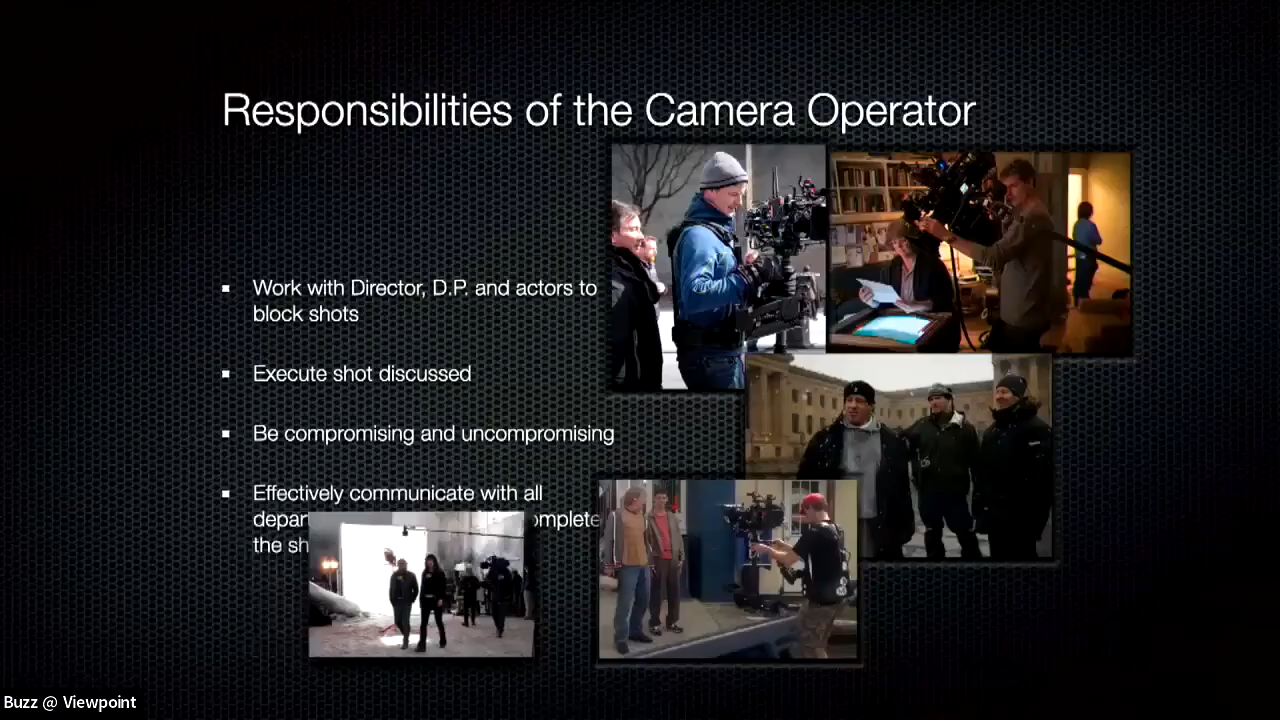 Responsibilities of the Camera Operator
▪ Work with Director, D.P. and actors to
block shots
▪ Execute shot discussed
▪ Be compromising and uncompromising
▪ Effectively communicate with all
Buzz @ Viewpoint